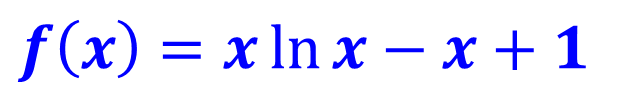 f(x) = x ln x − x + 1